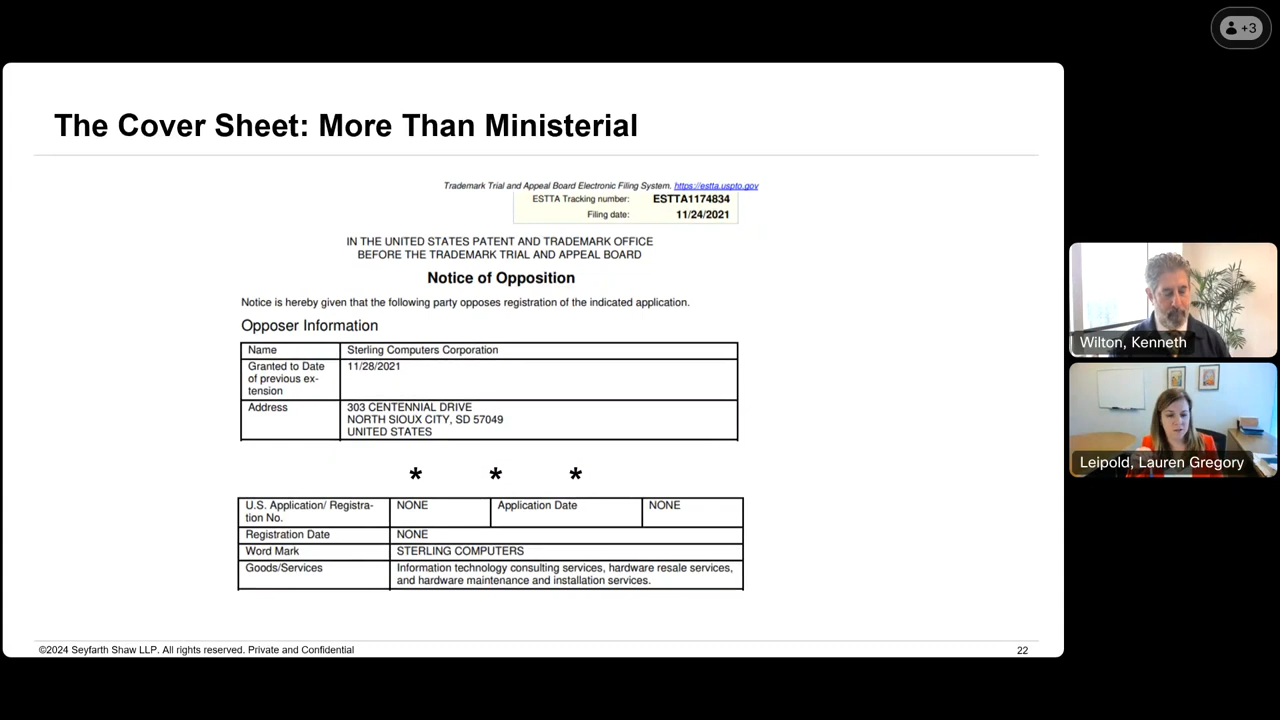 +3
The Cover Sheet: More Than Ministerial
Trademark Trial and Appeal Board Electronic Filing System. https://estta.uspto.gov
ESTTA Tracking number: ESTTA1174834
Filing date: 11/24/2021
IN THE UNITED STATES PATENT AND TRADEMARK OFFICE
BEFORE THE TRADEMARK TRIAL AND APPEAL BOARD
Notice of Opposition
Notice is hereby given that the following party opposes registration of the indicated application.
Opposer Information
Name Sterling Computers Corporation
Granted to Date 11/28/2021
of previous ex-
tension
Address 303 CENTENNIAL DRIVE
NORTH SIOUX CITY, SD 57049
UNITED STATES
* * *
U.S. Application/ Registra- NONE Application Date NONE
tion No.
Registration Date NONE
Word Mark STERLING COMPUTERS
Goods/Services Information technology consulting services, hardware resale services,
and hardware maintenance and installation services.
©2024 Seyfarth Shaw LLP. All rights reserved. Private and Confidential 22
Wilton, Kenneth
Leipold, Lauren Gregory